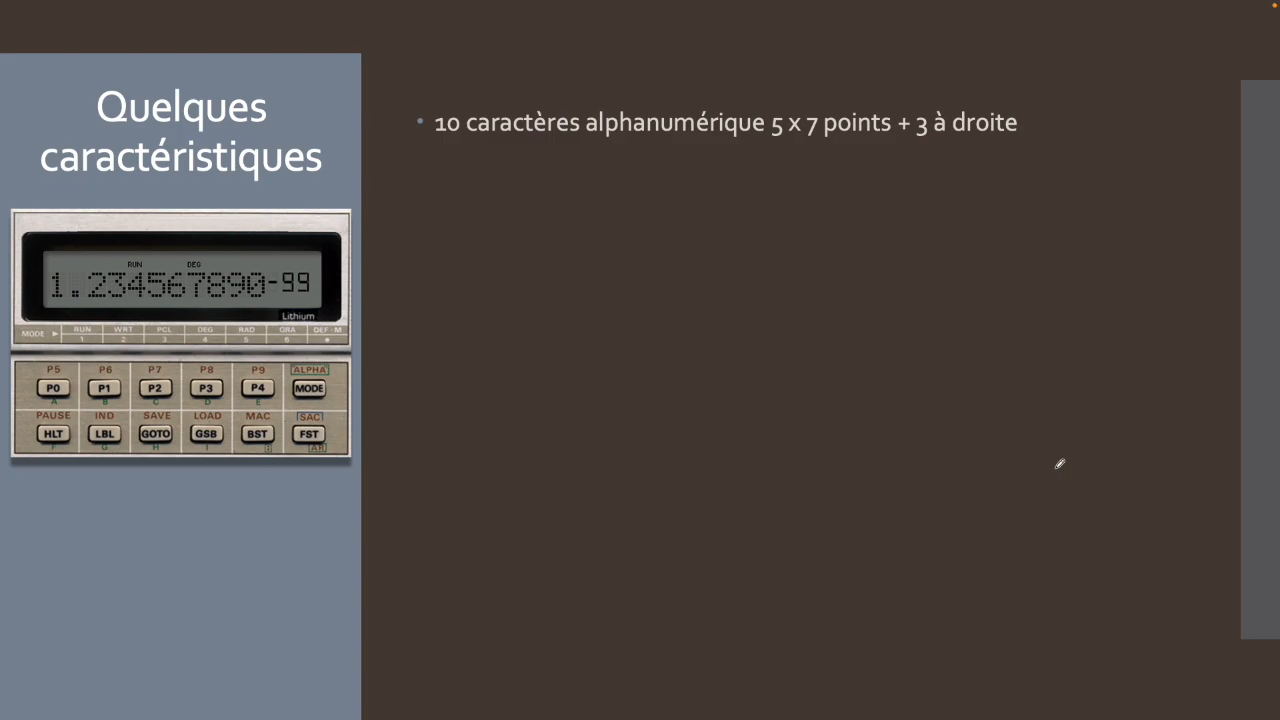 Quelques
caractéristiques
10 caractères alphanumérique 5 x 7 points + 3 à droite
RUN DEG
1.234567890-99
Lithium
MODE ▶ RUN WRT PCL DEG RAD GRA DEF·M
1 2 3 4 5 6 •
P5 P6 P7 P8 P9 ALPHA
P0 P1 P2 P3 P4 MODE
A B C D E
PAUSE IND SAVE LOAD MAC SAC
HLT LBL GOTO GSB BST FST
F G H I AR